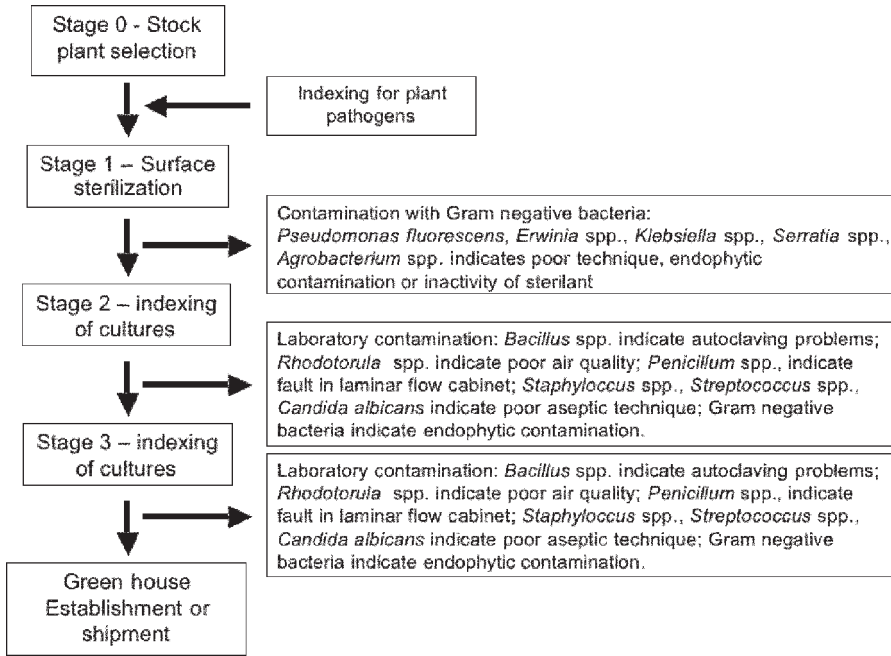 Stage 0 - Stock
plant selection
Indexing for plant
pathogens
Stage 1 – Surface
sterilization
Contamination with Gram negative bacteria:
Pseudomonas fluorescens, Erwinia spp., Klebsiella spp., Serratia spp.,
Agrobacterium spp. indicates poor technique, endophytic
contamination or inactivity of sterilant
Stage 2 – indexing
of cultures
Laboratory contamination: Bacillus spp. indicate autoclaving problems;
Rhodotorula spp. indicate poor air quality; Penicillum spp., indicate
fault in laminar flow cabinet; Staphyloccus spp., Streptococcus spp.,
Candida albicans indicate poor aseptic technique; Gram negative
bacteria indicate endophytic contamination.
Stage 3 – indexing
of cultures
Laboratory contamination: Bacillus spp. indicate autoclaving problems;
Rhodotorula spp. indicate poor air quality; Penicillum spp., indicate
fault in laminar flow cabinet; Staphyloccus spp., Streptococcus spp.,
Candida albicans indicate poor aseptic technique; Gram negative
bacteria indicate endophytic contamination.
Green house
Establishment or
shipment